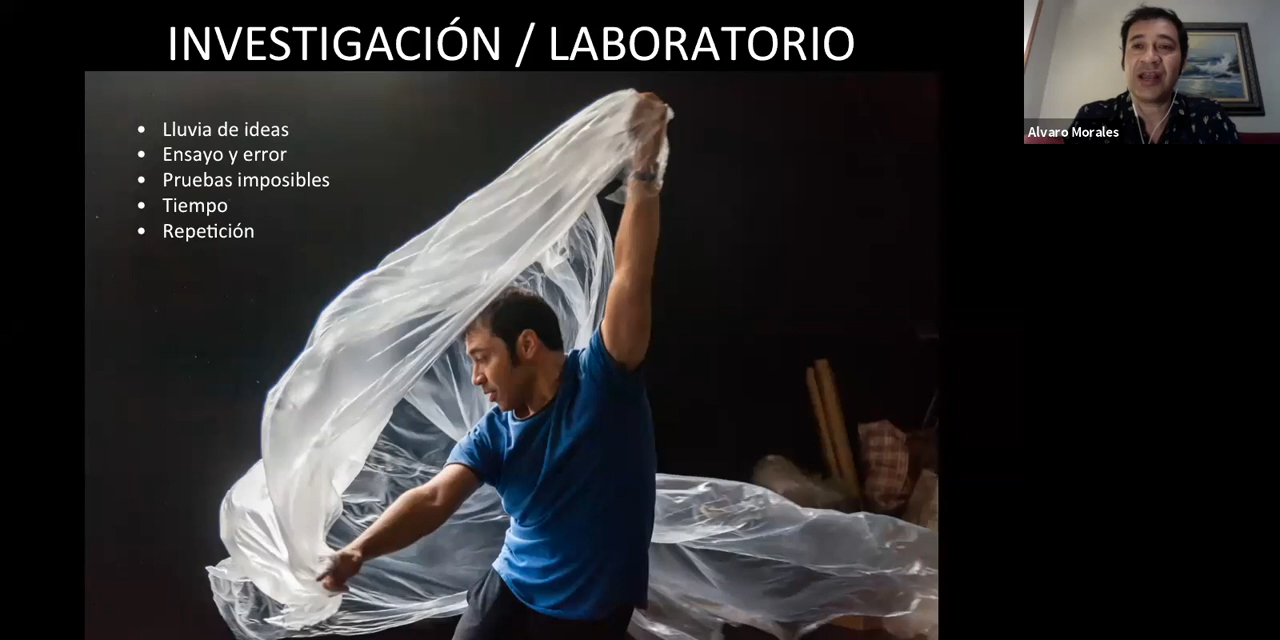 INVESTIGACIÓN / LABORATORIO
• Lluvia de ideas
• Ensayo y error
• Pruebas imposibles
• Tiempo
• Repetición
Alvaro Morales